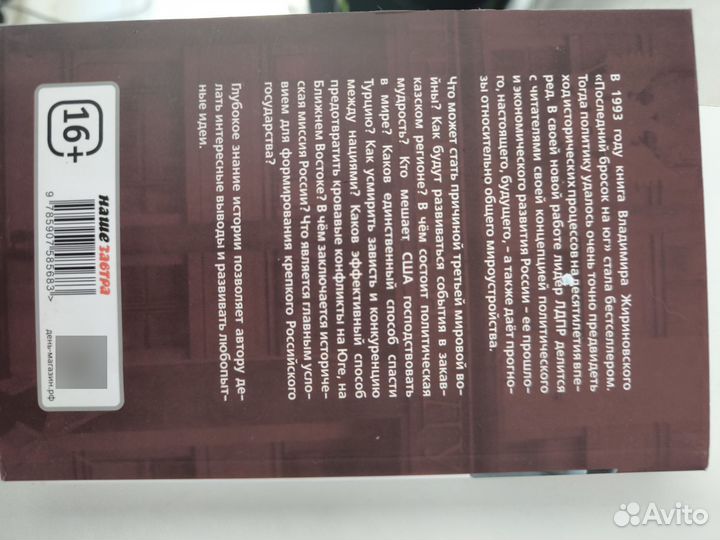 В 1993 году книга Владимира Жириновского
«Последний бросок на юг» стала бестселлером.
Тогда политику удалось очень точно предвидеть
ход исторических процессов на десятилетия впе-
рёд. В своей новой работе лидер ЛДПР делится
с читателями своей концепцией политического
и экономического развития России – ее прошло-
го, настоящего, будущего, – а также даёт прогно-
зы относительно общего мироустройства.
Что может стать причиной третьей мировой во-
йны? Как будут развиваться события в закав-
казском регионе? В чём состоит политическая
мудрость? Кто мешает США господствовать
в мире? Каков единственный способ спасти
Турцию? Как усмирить зависть и конкуренцию
между нациями? Каков эффективный способ
предотвратить кровавые конфликты на Юге, на
Ближнем Востоке? В чём заключается историче-
ская миссия России? Что является главным усло-
вием для формирования крепкого Российского
государства?
Глубокое знание истории позволяет автору де-
лать интересные выводы и развивать любопыт-
ные идеи.
16+
наше завтра
9 785907 585683 >
день-магазин.рф
Avito